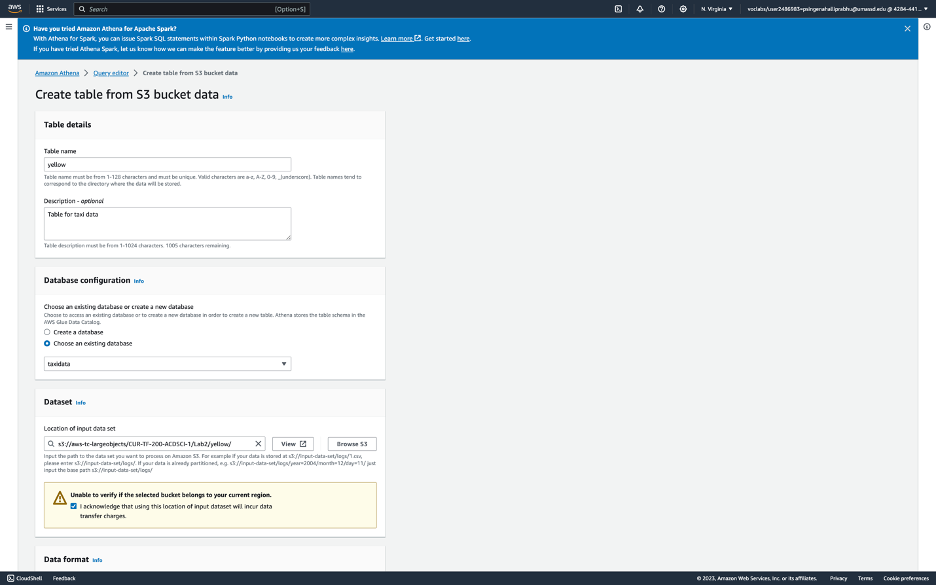 aws
Services
Search
[Option+S]
N. Virginia
voclabs/user2486983=psingenahalliprabhu@umassd.edu @ 4284-441...
Have you tried Amazon Athena for Apache Spark?
With Athena for Spark, you can issue Spark SQL statements within Spark Python notebooks to create more complex insights. Learn more. Get started here.
If you have tried Athena Spark, let us know how we can make the feature better by providing us your feedback here.
Amazon Athena > Query editor > Create table from S3 bucket data
Create table from S3 bucket data Info
Table details
Table name
yellow
Table name must be from 1-128 characters and must be unique. Valid characters are a-z, A-Z, 0-9, _(underscore). Table names tend to
correspond to the directory where the data will be stored.
Description - optional
Table for taxi data
Table description must be from 1-1024 characters. 1005 characters remaining.
Database configuration Info
Choose an existing database or create a new database
Choose to access an existing database or to create a new database in order to create a new table. Athena stores the table schema in the
AWS Glue Data Catalog.
Create a database
Choose an existing database
taxidata
Dataset Info
Location of input data set
s3://aws-tc-largeobjects/CUR-TF-200-ACDSCI-1/Lab2/yellow/
View
Browse S3
Input the path to the data set you want to process on Amazon S3. For example if your data is stored at s3://input-data-set/logs/1.csv,
please enter s3://input-data-set/logs/. If your data is already partitioned, e.g. s3://input-data-set/logs/year=2004/month=12/day=11/ just
input the base path s3://input-data-set/logs/
Unable to verify if the selected bucket belongs to your current region.
I acknowledge that using this location of input dataset will incur data
transfer charges.
Data format Info
CloudShell
Feedback
© 2023, Amazon Web Services, Inc. or its affiliates.
Privacy
Terms
Cookie preferences